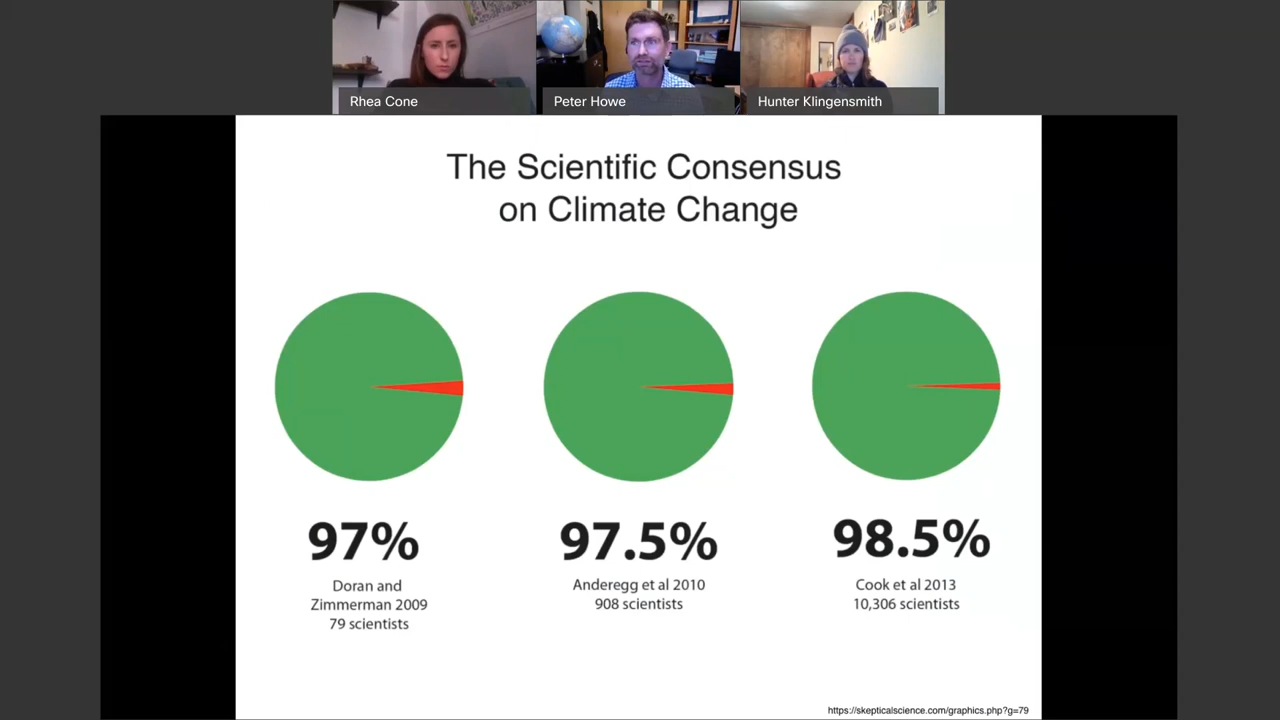 Rhea Cone
Peter Howe
Hunter Klingensmith
The Scientific Consensus
on Climate Change
97%
Doran and
Zimmerman 2009
79 scientists
97.5%
Anderegg et al 2010
908 scientists
98.5%
Cook et al 2013
10,306 scientists
https://skepticalscience.com/graphics.php?g=79